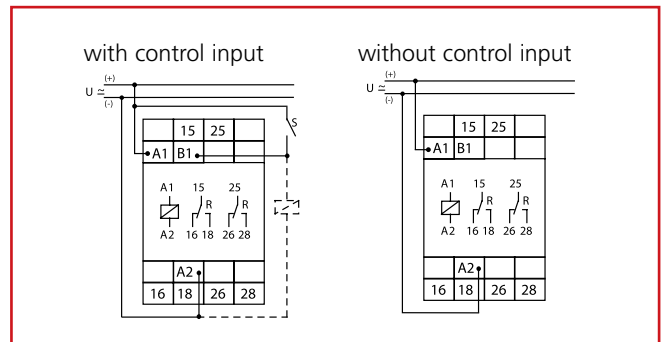 with control input
(+)
U ≃
(-)
S
15 25
A1 B1
A1 15 25
R R
A2 16 18 26 28
A2
16 18 26 28
without control input
(+)
U ≃
(-)
15 25
A1 B1
A1 15 25
R R
A2 16 18 26 28
A2
16 18 26 28